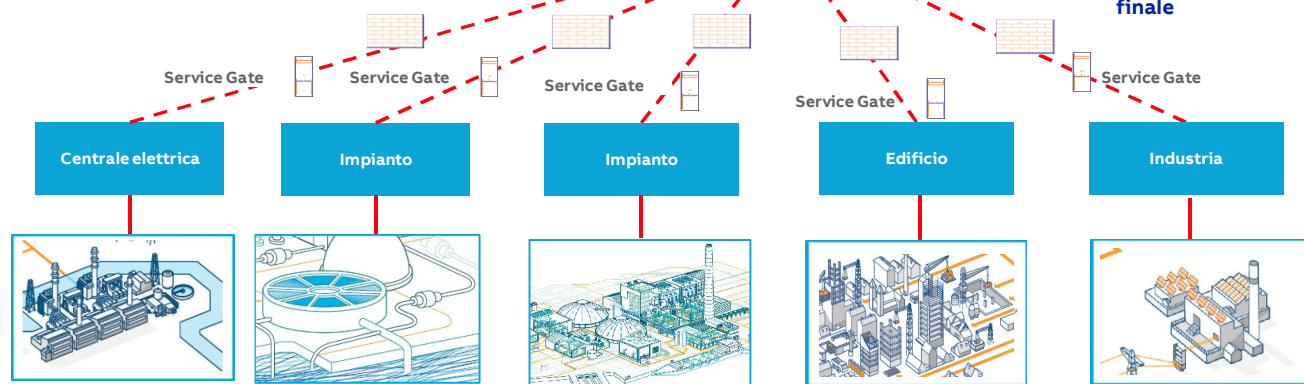 finale
Service Gate
Service Gate
Service Gate
Service Gate
Service Gate
Centrale elettrica
Impianto
Impianto
Edificio
Industria